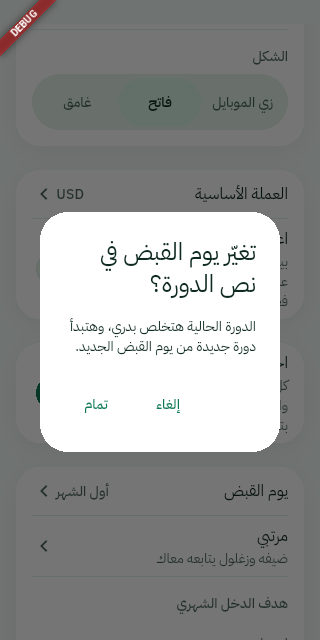 DEBUG
الشكل
زي الموبايل
فاتح
غامق
العملة الأساسية
USD
تغيّر يوم القبض في
نص الدورة؟
الدورة الحالية هتخلص بدري، وهتبدأ
دورة جديدة من يوم القبض الجديد.
إلغاء
تمام
يوم القبض
أول الشهر
مرتبي
ضيفه وزغلول يتابعه معاك
هدف الدخل الشهري